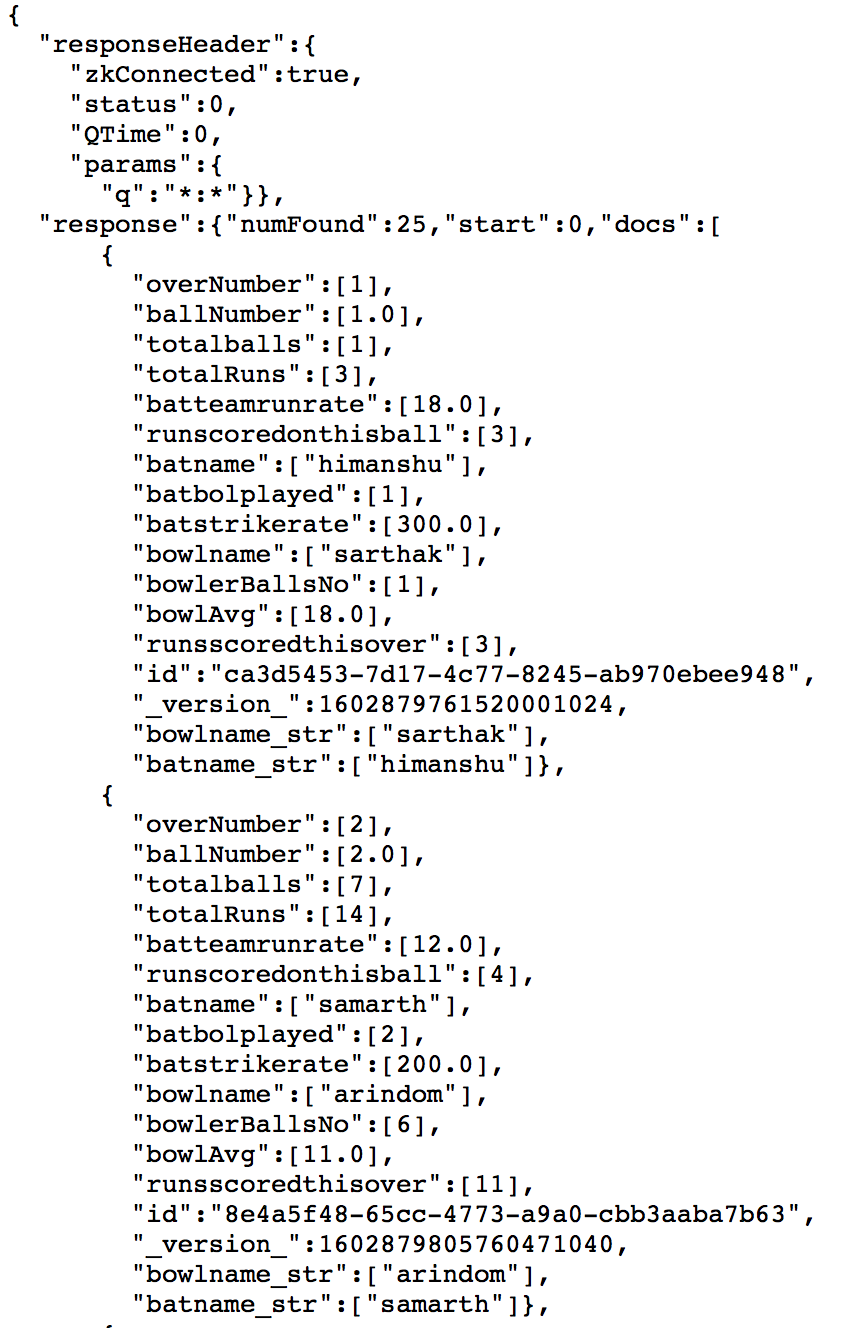 {
  "responseHeader":{
    "zkConnected":true,
    "status":0,
    "QTime":0,
    "params":{
      "q":"*:*"}},
  "response":{"numFound":25,"start":0,"docs":[
      {
        "overNumber":[1],
        "ballNumber":[1.0],
        "totalballs":[1],
        "totalRuns":[3],
        "batteamrunrate":[18.0],
        "runscoredonthisball":[3],
        "batname":["himanshu"],
        "batbolplayed":[1],
        "batstrikerate":[300.0],
        "bowlname":["sarthak"],
        "bowlerBallsNo":[1],
        "bowlAvg":[18.0],
        "runsscoredthisover":[3],
        "id":"ca3d5453-7d17-4c77-8245-ab970ebee948",
        "_version_":1602879761520001024,
        "bowlname_str":["sarthak"],
        "batname_str":["himanshu"]},
      {
        "overNumber":[2],
        "ballNumber":[2.0],
        "totalballs":[7],
        "totalRuns":[14],
        "batteamrunrate":[12.0],
        "runscoredonthisball":[4],
        "batname":["samarth"],
        "batbolplayed":[2],
        "batstrikerate":[200.0],
        "bowlname":["arindom"],
        "bowlerBallsNo":[6],
        "bowlAvg":[11.0],
        "runsscoredthisover":[11],
        "id":"8e4a5f48-65cc-4773-a9a0-cbb3aaba7b63",
        "_version_":1602879805760471040,
        "bowlname_str":["arindom"],
        "batname_str":["samarth"]},